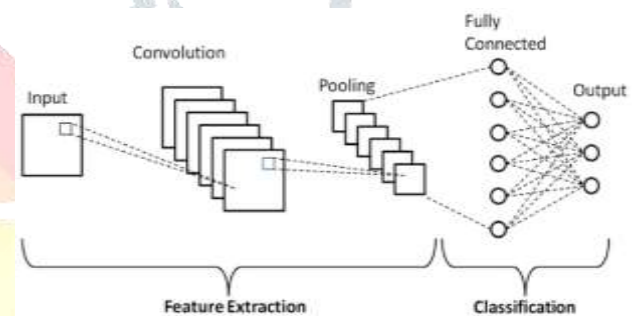 Fully
Connected
Convolution
Pooling
Input
Output
Feature Extraction
Classification